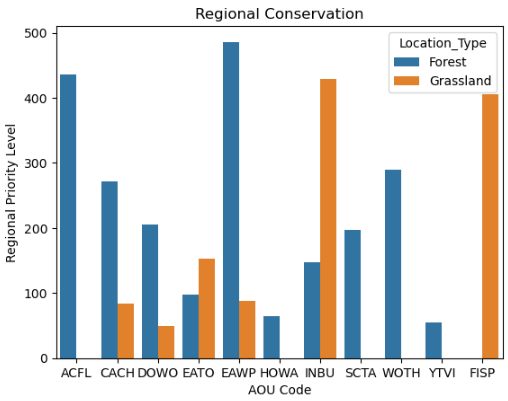 Regional Conservation
Location_Type
Forest
Grassland
Regional Priority Level
500
400
300
200
100
0
ACFL CACH DOWO EATO EAWP HOWA INBU SCTA WOTH YTVI FISP
AOU Code